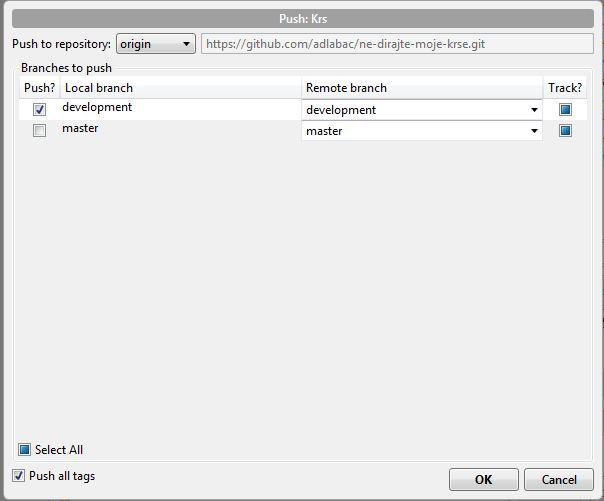 Push: Krs
Push to repository: origin https://github.com/adlabac/ne-dirajte-moje-krse.git
Branches to push
Push? Local branch Remote branch Track?
development development
master master
Select All
Push all tags
OK Cancel